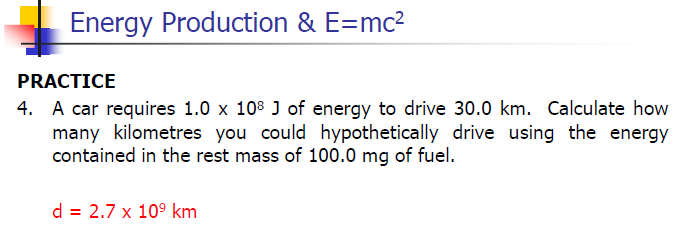 Energy Production & E=mc²
PRACTICE
4. A car requires 1.0 x 10⁸ J of energy to drive 30.0 km. Calculate how
many kilometres you could hypothetically drive using the energy
contained in the rest mass of 100.0 mg of fuel.
d = 2.7 x 10⁹ km